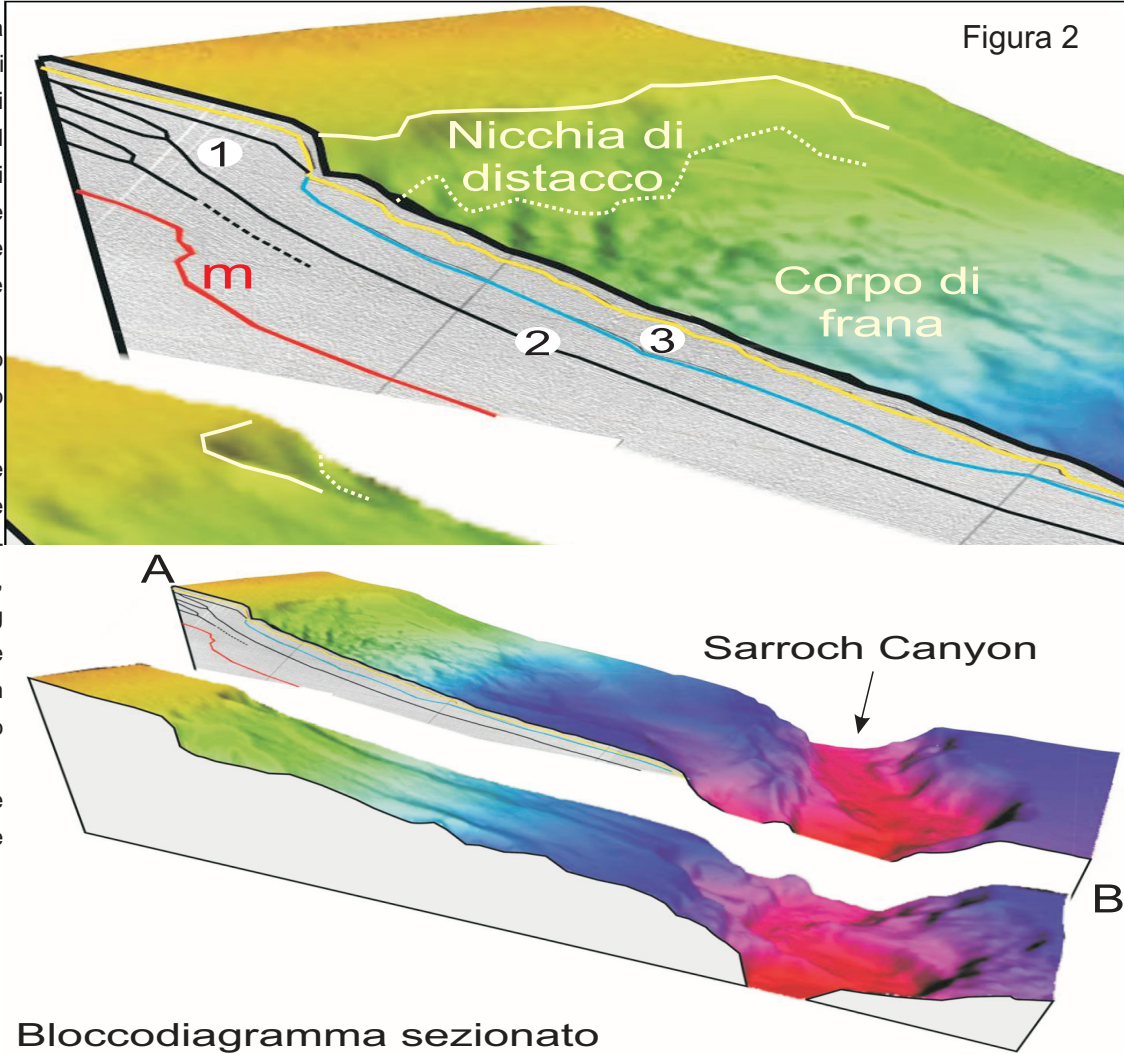 Figura 2
Nicchia di
distacco
1
m
Corpo di
frana
2
3
A
Sarroch Canyon
B
Bloccodiagramma sezionato